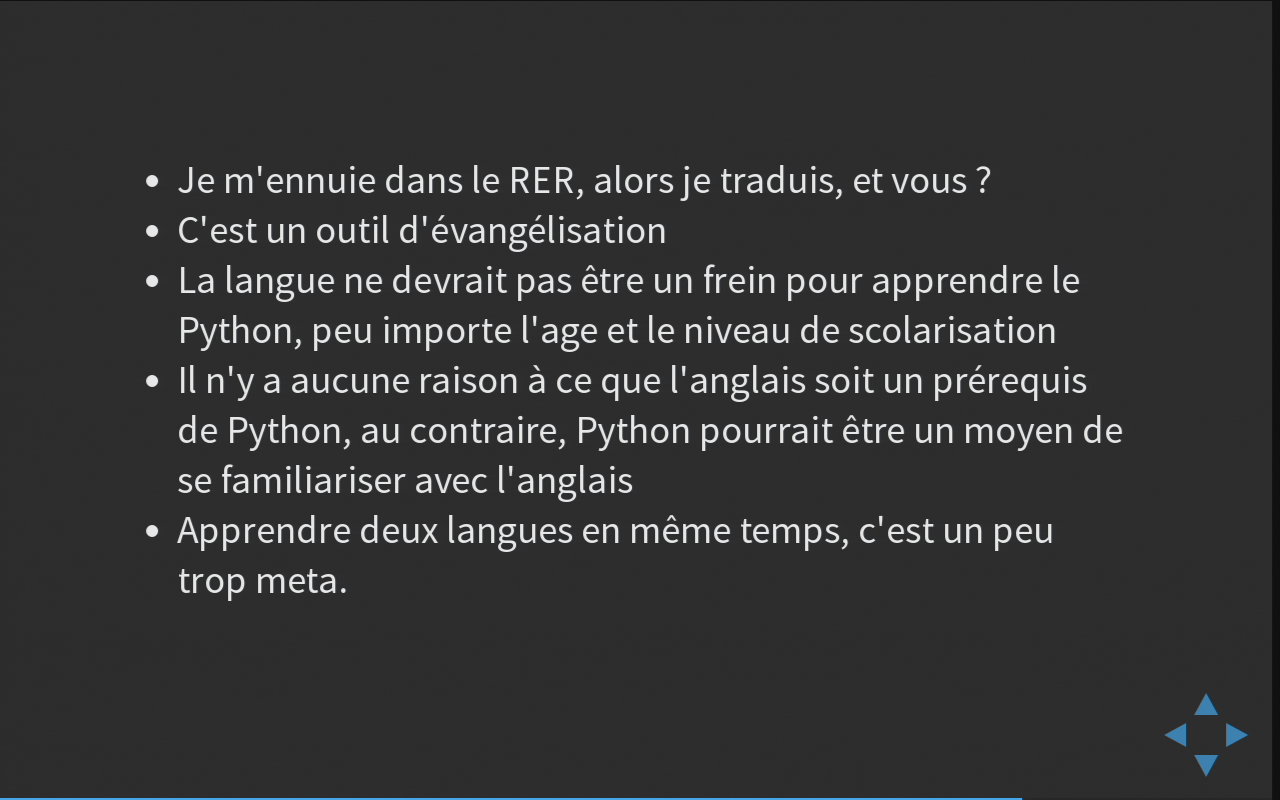 • Je m'ennuie dans le RER, alors je traduis, et vous ?
• C'est un outil d'évangélisation
• La langue ne devrait pas être un frein pour apprendre le
Python, peu importe l'age et le niveau de scolarisation
• Il n'y a aucune raison à ce que l'anglais soit un prérequis
de Python, au contraire, Python pourrait être un moyen de
se familiariser avec l'anglais
• Apprendre deux langues en même temps, c'est un peu
trop meta.